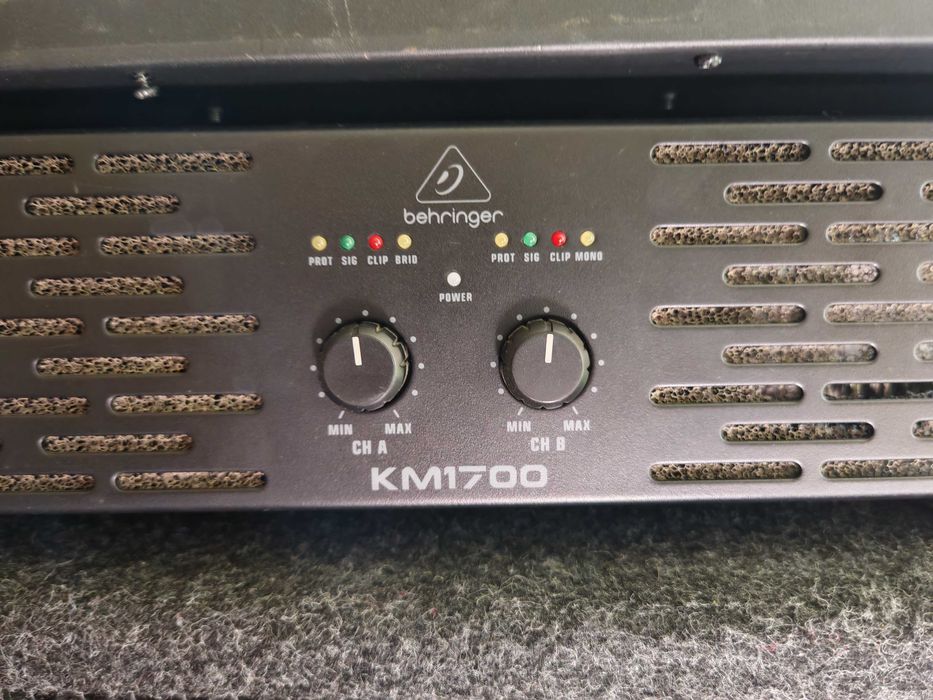 behringer
PROT SIG CLIP BRID
PROT SIG CLIP MONO
POWER
MIN MAX
CH A
MIN MAX
CH B
KM1700